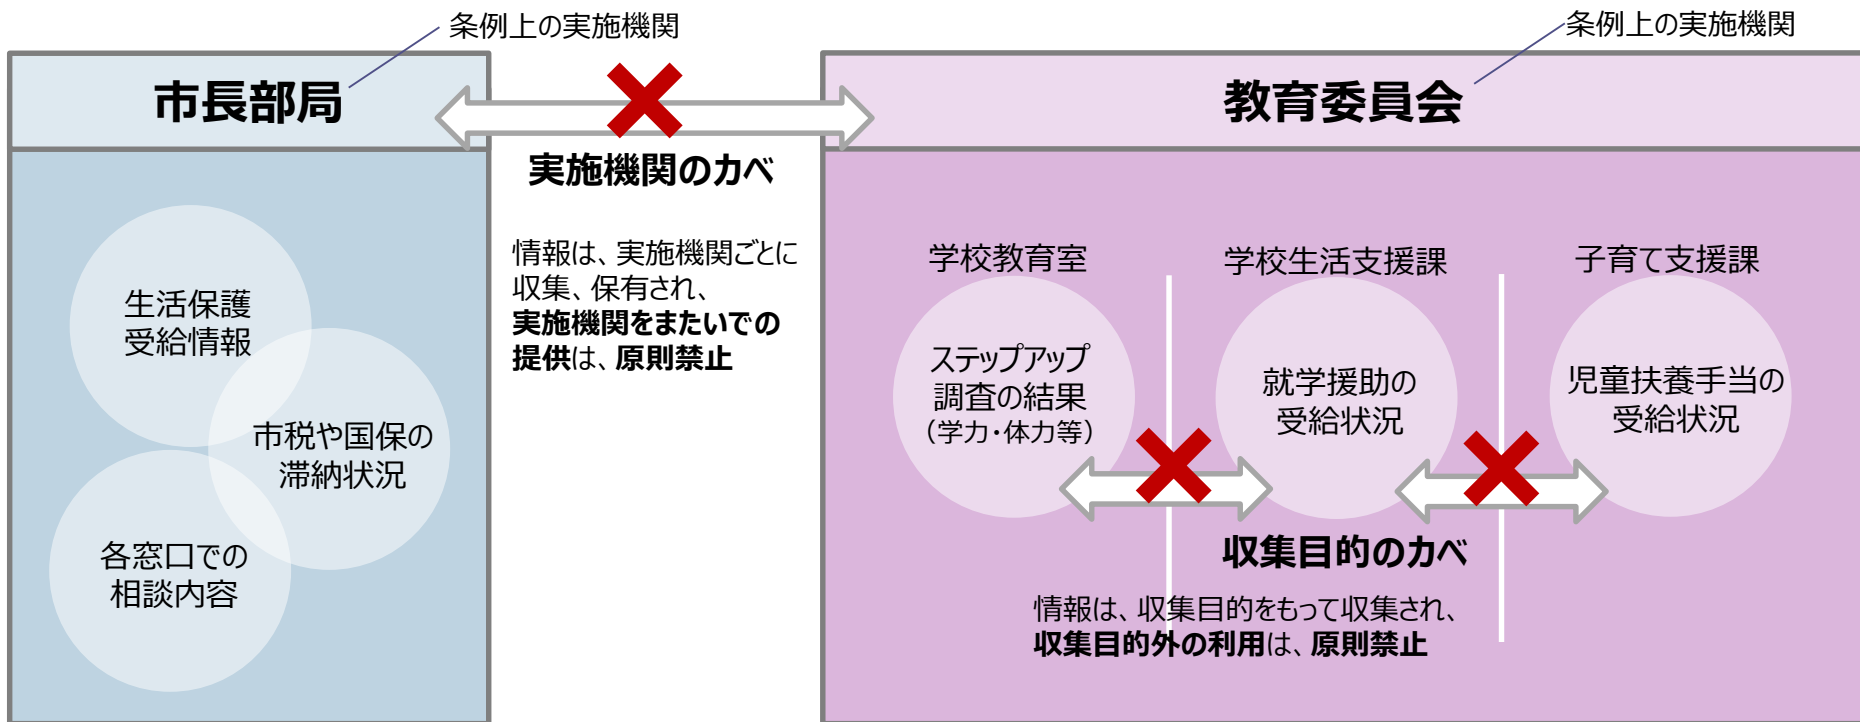 条例上の実施機関
市長部局
実施機関のカベ
情報は、実施機関ごとに
収集、保有され、
実施機関をまたいでの
提供は、原則禁止
生活保護
受給情報
市税や国保の
滞納状況
各窓口での
相談内容
条例上の実施機関
教育委員会
学校教育室
ステップアップ
調査の結果
（学力・体力等）
学校生活支援課
就学援助の
受給状況
子育て支援課
児童扶養手当の
受給状況
収集目的のカベ
情報は、収集目的をもって収集され、
収集目的外の利用は、原則禁止